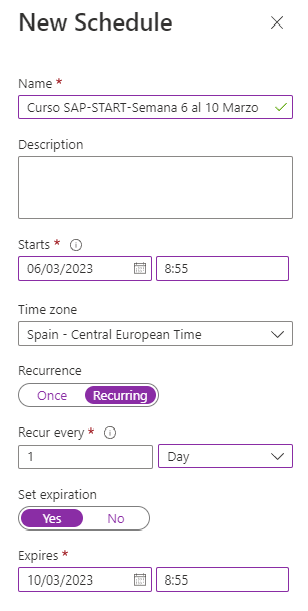 New Schedule
Name *
Curso SAP-START-Semana 6 al 10 Marzo
Description
Starts *
06/03/2023 8:55
Time zone
Spain - Central European Time
Recurrence
Once Recurring
Recur every *
1 Day
Set expiration
Yes No
Expires *
10/03/2023 8:55